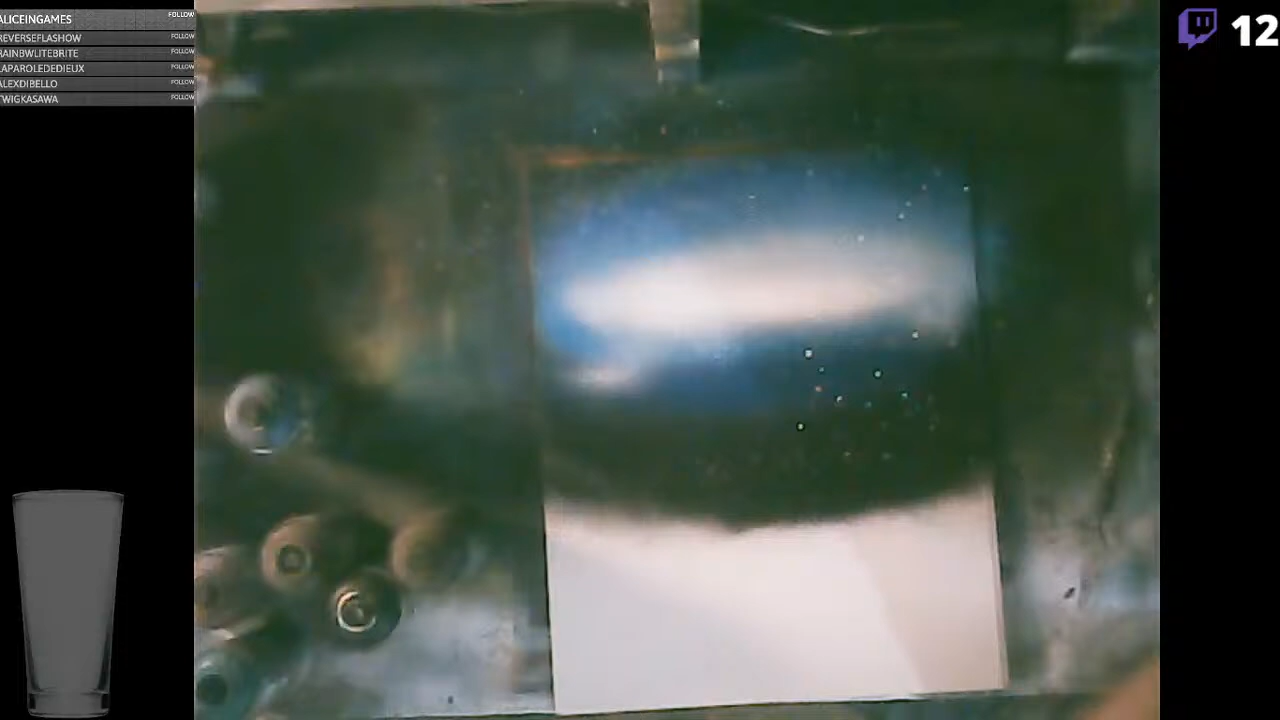 ALICEINGAMES FOLLOW
REVERSEFLASHOW FOLLOW
RAINBWLITEBRITE FOLLOW
LAPAROLEDEDIEUX FOLLOW
ALEXDIBELLO FOLLOW
TWIGKASAWA FOLLOW
12